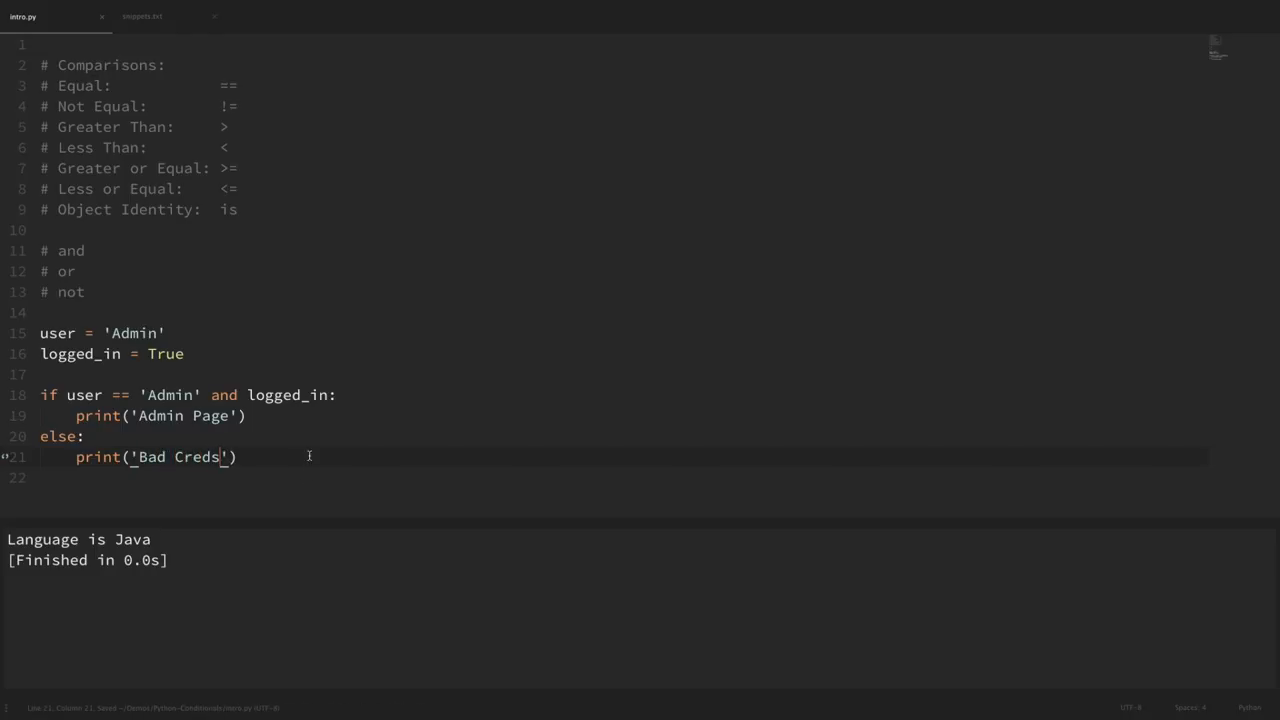 intro.py
snippets.txt
1
2 # Comparisons:
3 # Equal: ==
4 # Not Equal: !=
5 # Greater Than: >
6 # Less Than: <
7 # Greater or Equal: >=
8 # Less or Equal: <=
9 # Object Identity: is
10
11 # and
12 # or
13 # not
14
15 user = 'Admin'
16 logged_in = True
17
18 if user == 'Admin' and logged_in:
19 print('Admin Page')
20 else:
21 print('Bad Creds')
22
Language is Java
[Finished in 0.0s]
Line 21, Column 21, Saved ~/Demos/Python-Conditionals/intro.py (UTF-8)
UTF-8
Spaces: 4
Python